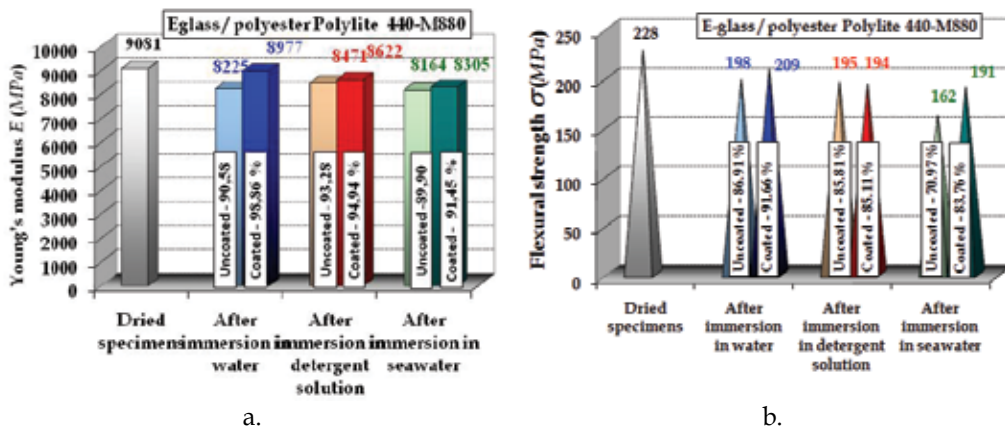 Eglass/ polyester Polylite 440-M880
Young's modulus E (MPa)
10000
9000
8000
7000
6000
5000
4000
3000
2000
1000
0
9081
8225
8977
8471
8622
8164
8305
Uncoated - 90,58
Coated - 98,86 %
Uncoated - 93,28
Coated - 94,94 %
Uncoated -89,90
Coated - 91,45 %
Dried specimens
After immersion in water
After immersion in detergent solution
After immersion in seawater
a.
E-glass/ polyester Polylite 440-M880
Flexural strength σ (MPa)
250
200
150
100
50
0
228
198
209
195
194
162
191
Uncoated - 86,91 %
Coated - 91,66 %
Uncoated - 85,81 %
Coated - 85,11 %
Uncoated - 70,97 %
Coated - 83,76 %
Dried
specimens
After
immersion
in water
After
immersion
in detergent
solution
After
immersion
in seawater
b.